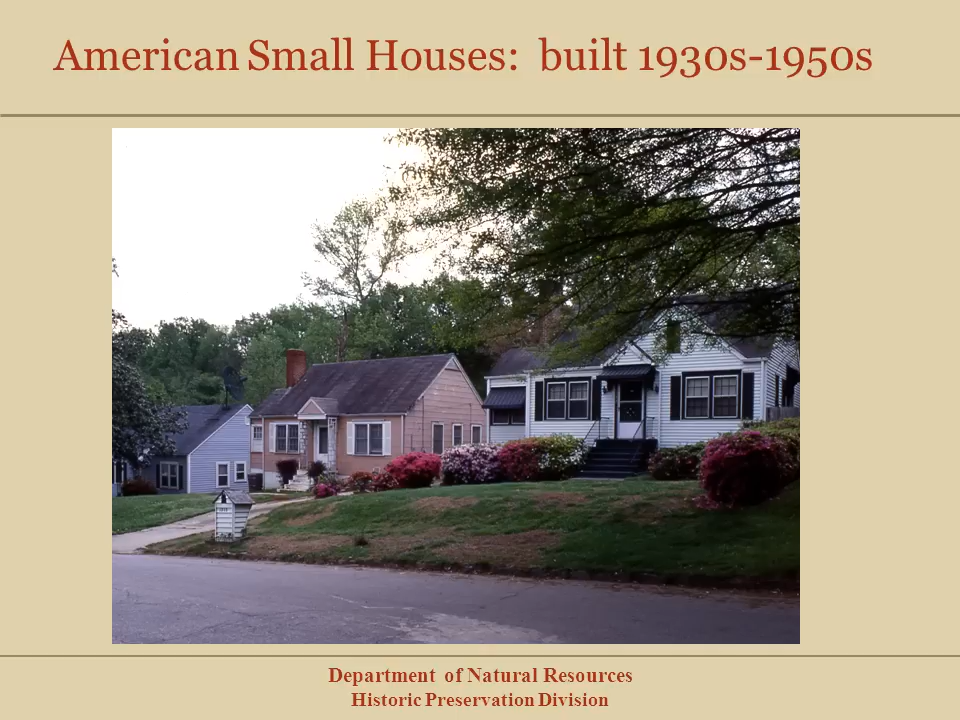 American Small Houses: built 1930s-1950s
Department of Natural Resources
Historic Preservation Division